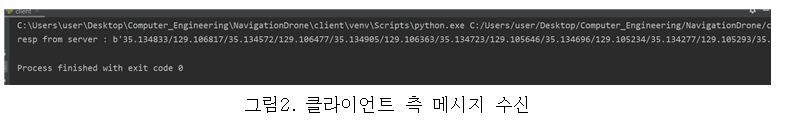 client
C:\Users\user\Desktop\Computer_Engineering\NavigationDrone\client\venv\Scripts\python.exe C:/Users/user/Desktop/Computer_Engineering/NavigationDrone/c
resp from server : b'35.134833/129.106817/35.134572/129.106477/35.134905/129.106363/35.134723/129.105646/35.134696/129.105234/35.134277/129.105293/35.
Process finished with exit code 0
그림2. 클라이언트 측 메시지 수신